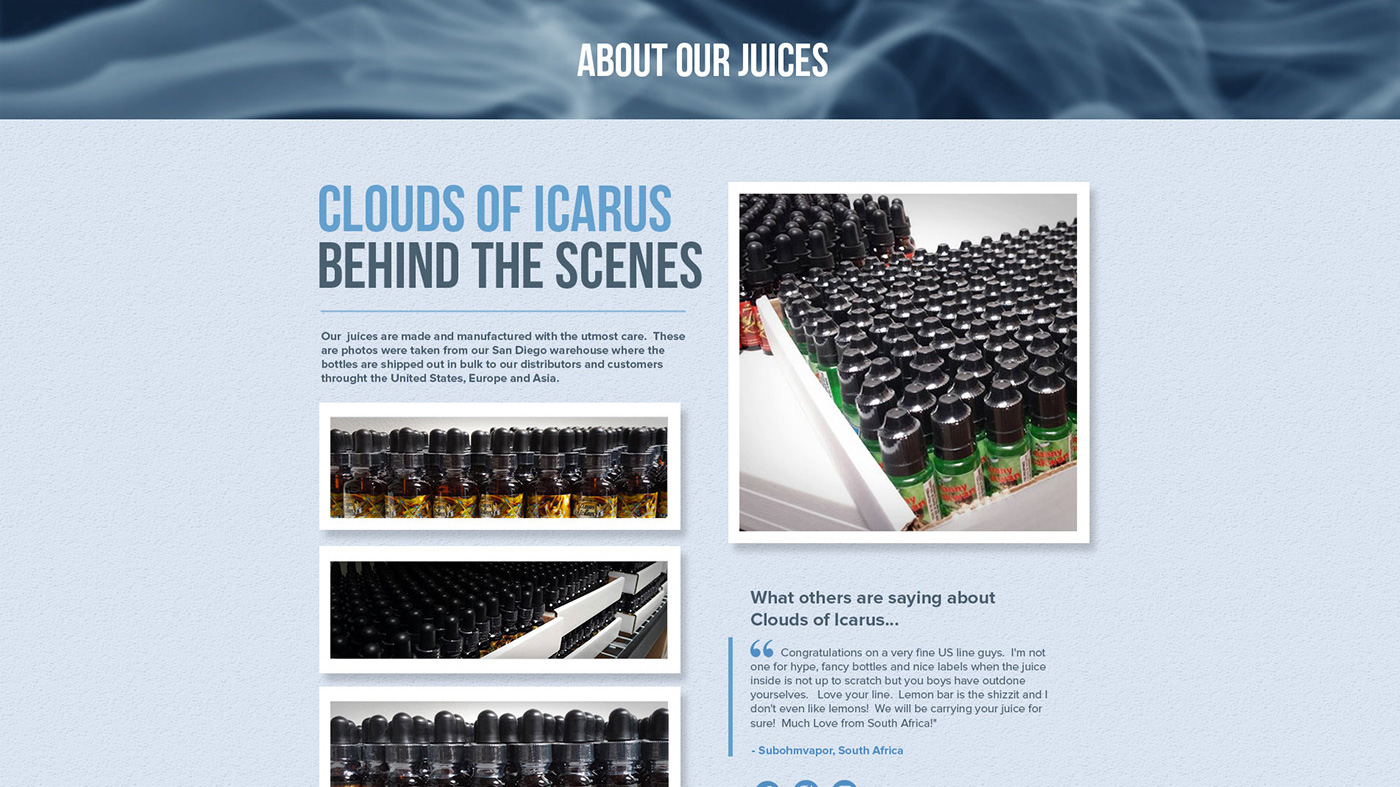 ABOUT OUR JUICES
CLOUDS OF ICARUS
BEHIND THE SCENES
Our juices are made and manufactured with the utmost care. These
are photos were taken from our San Diego warehouse where the
bottles are shipped out in bulk to our distributors and customers
throught the United States, Europe and Asia.
What others are saying about
Clouds of Icarus...
“ Congratulations on a very fine US line guys. I'm not
one for hype, fancy bottles and nice labels when the juice
inside is not up to scratch but you boys have outdone
yourselves. Love your line. Lemon bar is the shizzit and I
don't even like lemons! We will be carrying your juice for
sure! Much Love from South Africa!"
- Subohmvapor, South Africa